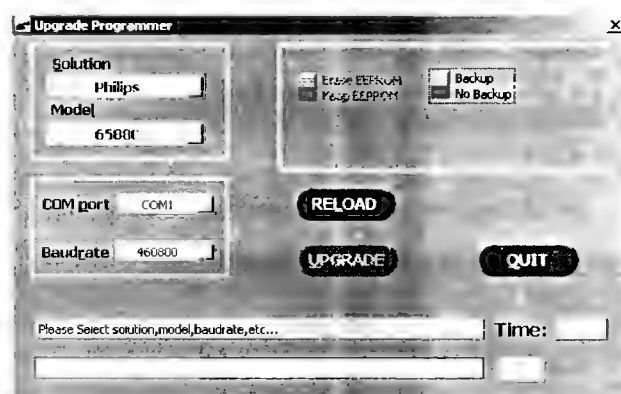 Upgrade Programmer
Solution
Philips
Model
COM port
COM1
Baudrate
460800
Erase EEPROM
Keep EEPROM
Backup
No Backup
RELOAD
UPGRADE
QUIT
Please Select solution,model,baudrate,etc...
Time: